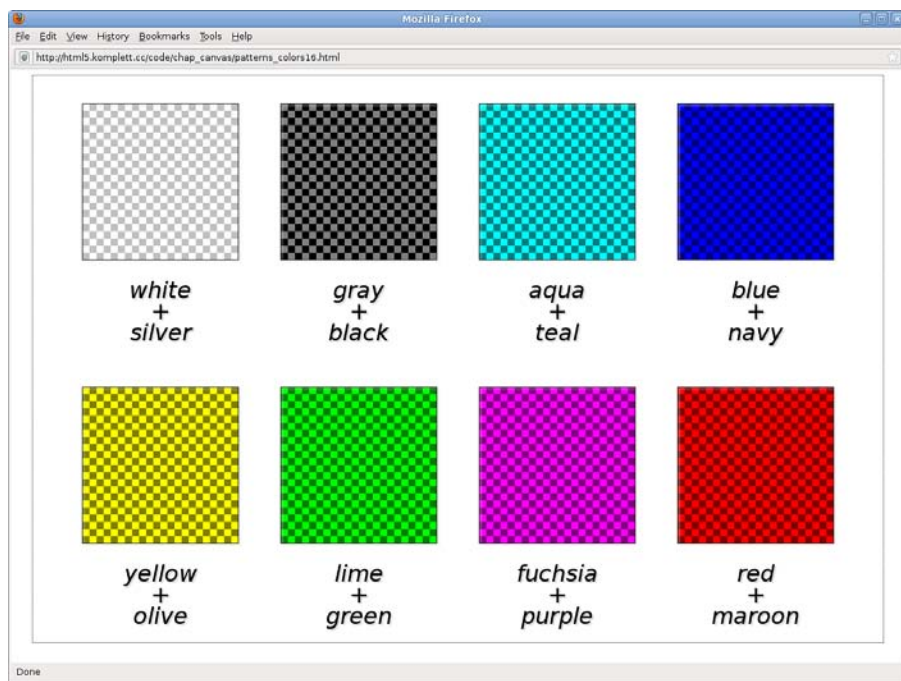 Mozilla Firefox
File Edit View History Bookmarks Tools Help
http://html5.komplett.cc/code/chap_canvas/patterns_colors16.html
white
+
silver
gray
+
black
aqua
+
teal
blue
+
navy
yellow
+
olive
lime
+
green
fuchsia
+
purple
red
+
maroon
Done